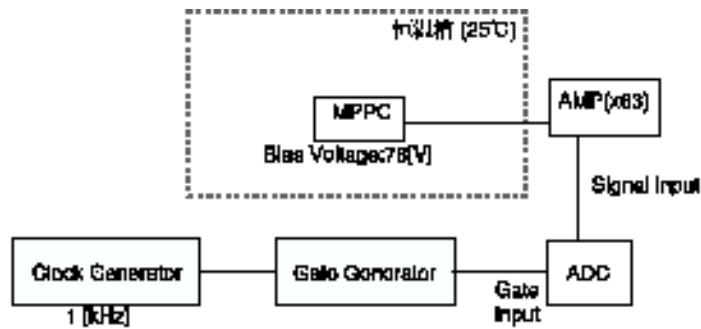 恒温槽 [25℃]
MPPC
Bias Voltage:76[V]
AMP(x63)
Signal Input
Clock Generator
1 [kHz]
Gate Generator
Gate
Input
ADC